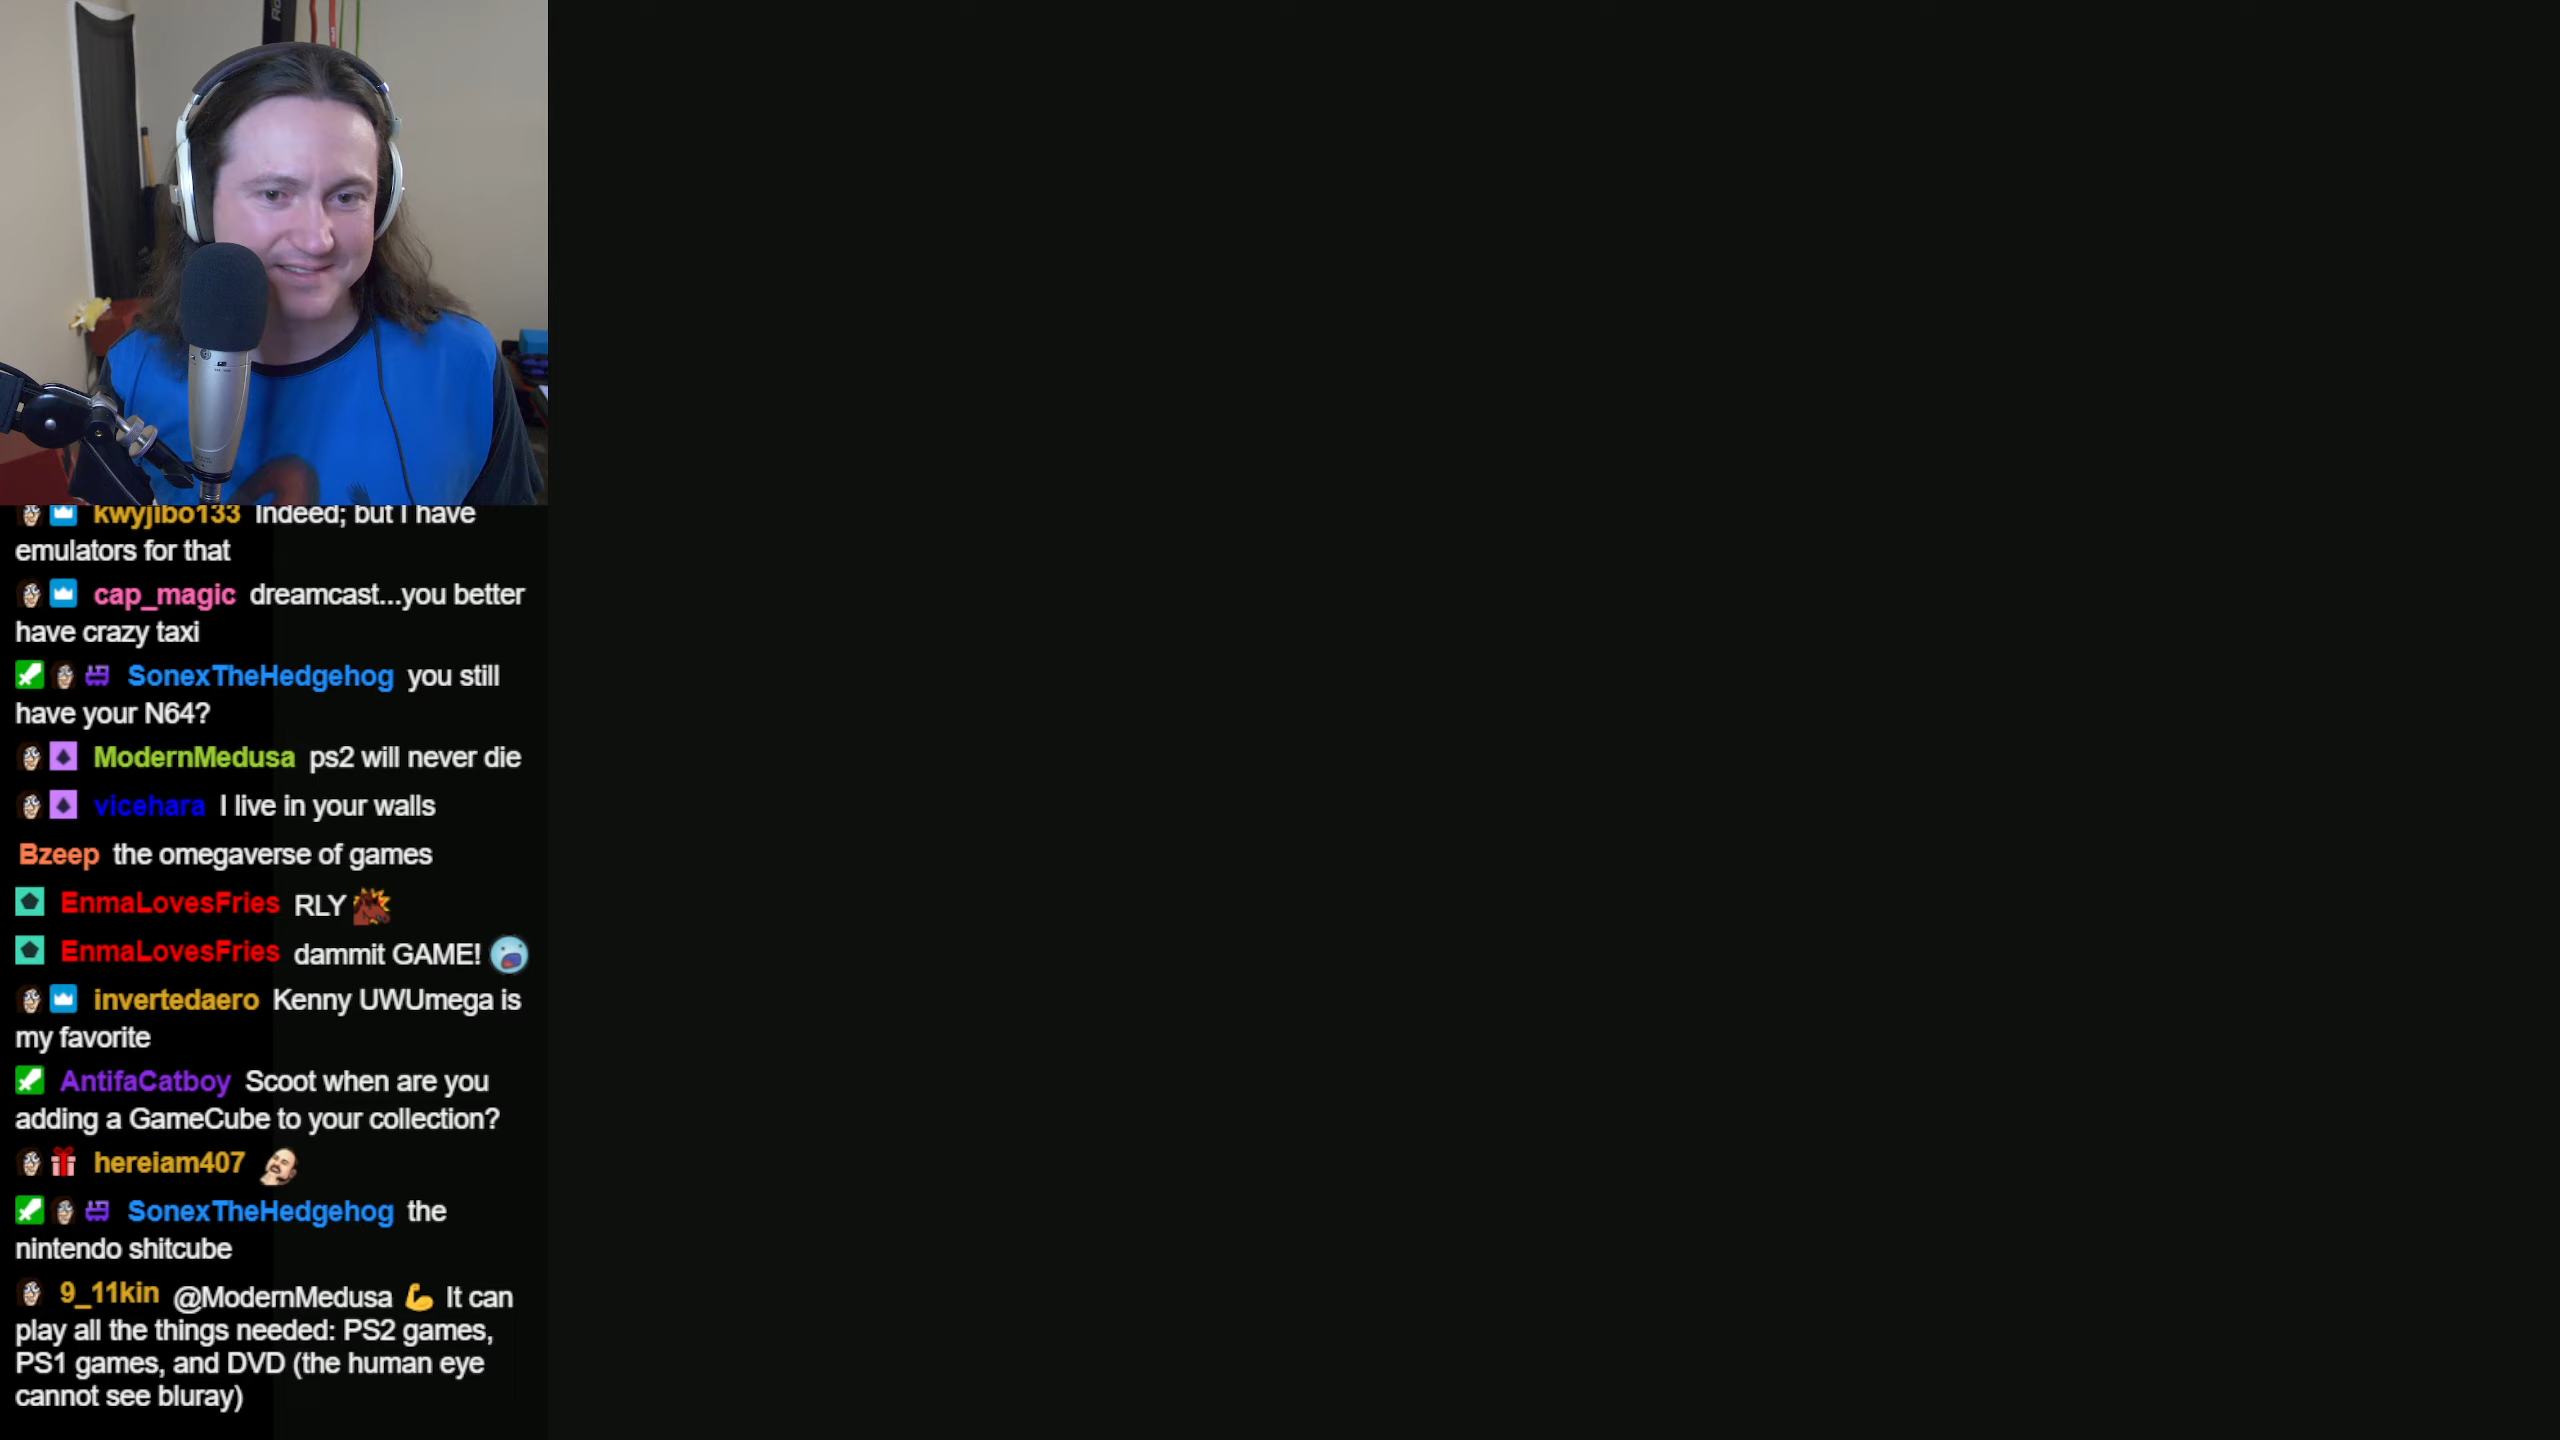 Ro
kwyjibo133 Indeed; but I have
emulators for that
cap_magic dreamcast...you better
have crazy taxi
SonexTheHedgehog you still
have your N64?
ModernMedusa ps2 will never die
vicehara I live in your walls
Bzeep the omegaverse of games
EnmaLovesFries RLY
EnmaLovesFries dammit GAME!
invertedaero Kenny UWUmega is
my favorite
AntifaCatboy Scoot when are you
adding a GameCube to your collection?
hereiam407
SonexTheHedgehog the
nintendo shitcube
9_11kin @ModernMedusa 💪 It can
play all the things needed: PS2 games,
PS1 games, and DVD (the human eye
cannot see bluray)